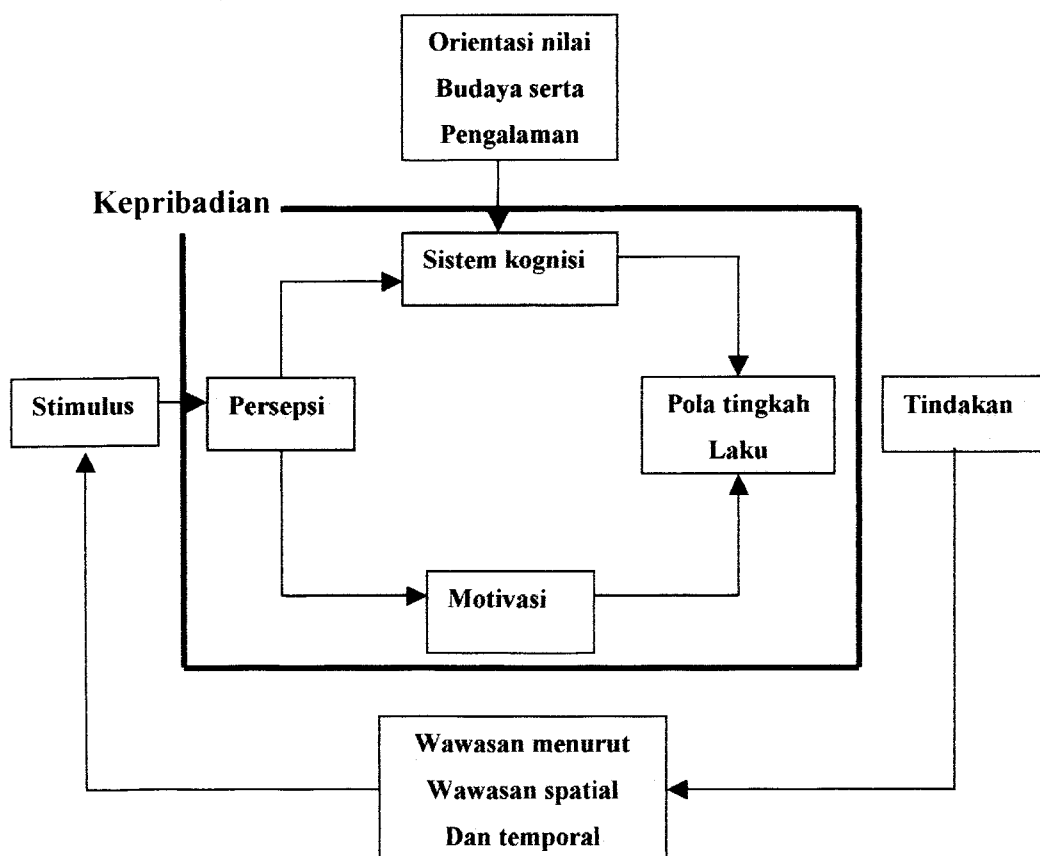 Orientasi nilai
Budaya serta
Pengalaman
Kepribadian
Sistem kognisi
Stimulus
Persepsi
Pola tingkah
Laku
Tindakan
Motivasi
Wawasan menurut
Wawasan spatial
Dan temporal